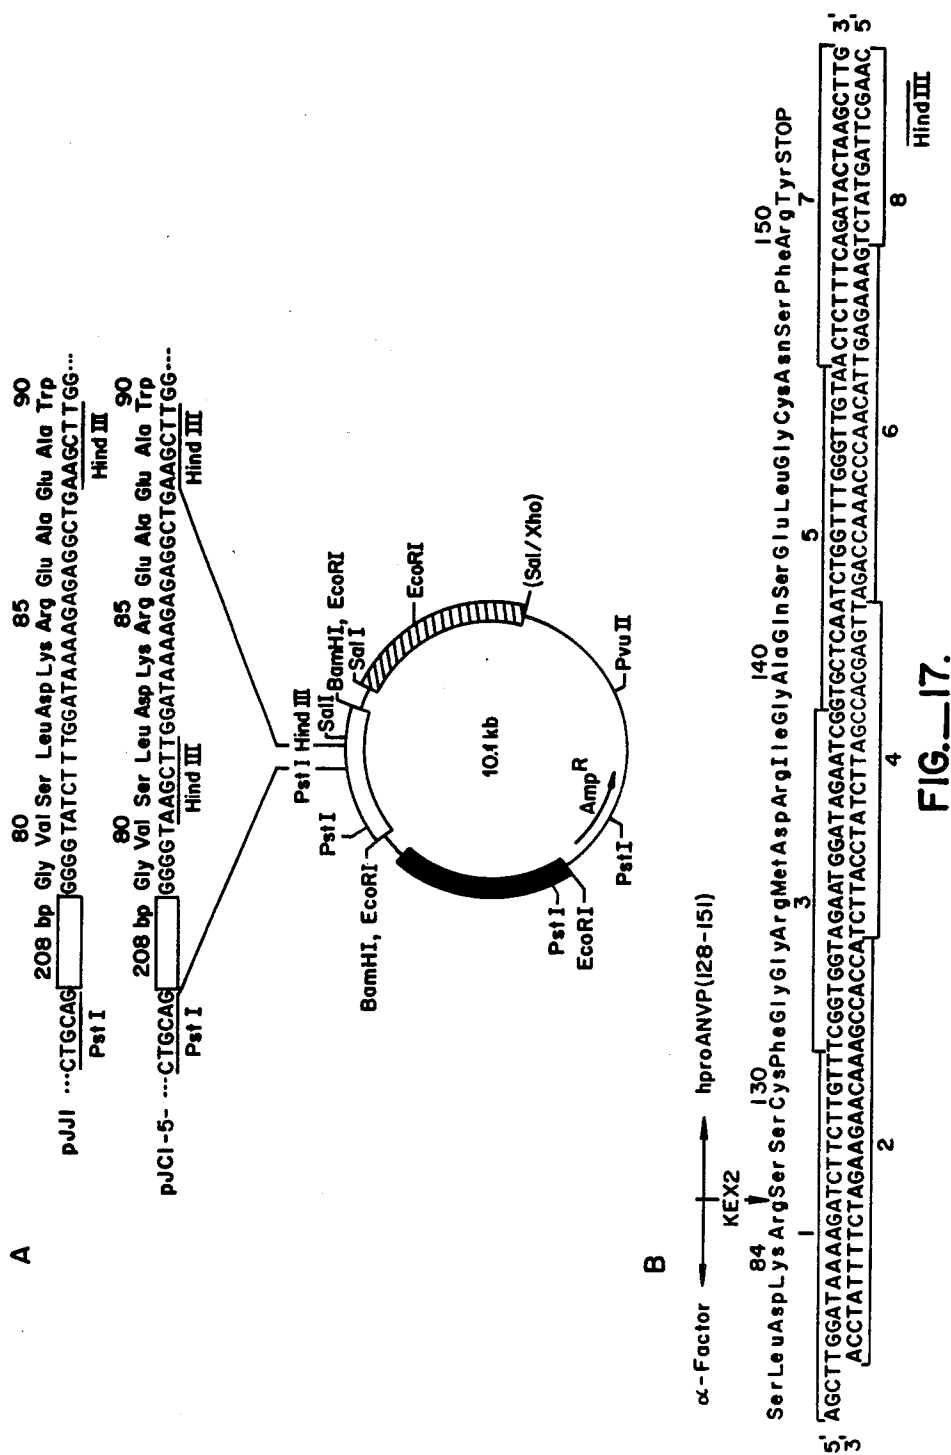 A
208 bp
80
85
90
Gly Val Ser Leu Asp Lys Arg Glu Ala Glu Ala Trp
pJJ1 ···CTGCAG GGGGTATCTTTGGATAAAAGAGAGGCTGAAGCTTGG···
Pst I
Hind III
208 bp
80
85
90
Gly Val Ser Leu Asp Lys Arg Glu Ala Glu Ala Trp
pJC1-5- ···CTGCAG GGGGTAAGCTTGGATAAAAGAGAGGCTGAAGCTTGG···
Pst I
Hind III
Hind III
Pst I
Hind III
Sal I
BamHI, EcoRI
Sal I
EcoRI
(Sal/Xho)
Pvu II
Pst I
BamHI, EcoRI
10.1 kb
Amp R
Pst I
EcoRI
Pst I
B
α-Factor
hproANVP(128-151)
KEX2
84
130
140
150
SerLeuAspLysArgSerSerCysPheGlyGlyArgMetAspArgIleGlyAlaGlnSerGluLeuGlyCysAsnSerPheArgTyrSTOP
1
3
5
7
5' AGCTTGGATAAAAGATCTTCTTGTTTCGGTGGTAGAATGGATAGAATCGGTGCTCAATCTGGTTTGGGTTGTAACTCTTTCAGATACTAAGCTTG 3'
3' ACCTATTTTCTAGAAGAACAAAGCCACCATCTTACCTATCTTAGCCACGAGTTAGACCAAACCCAACATTGAGAAAGTCTATGATTCGAAC 5'
2
4
6
8
Hind III
FIG._17.